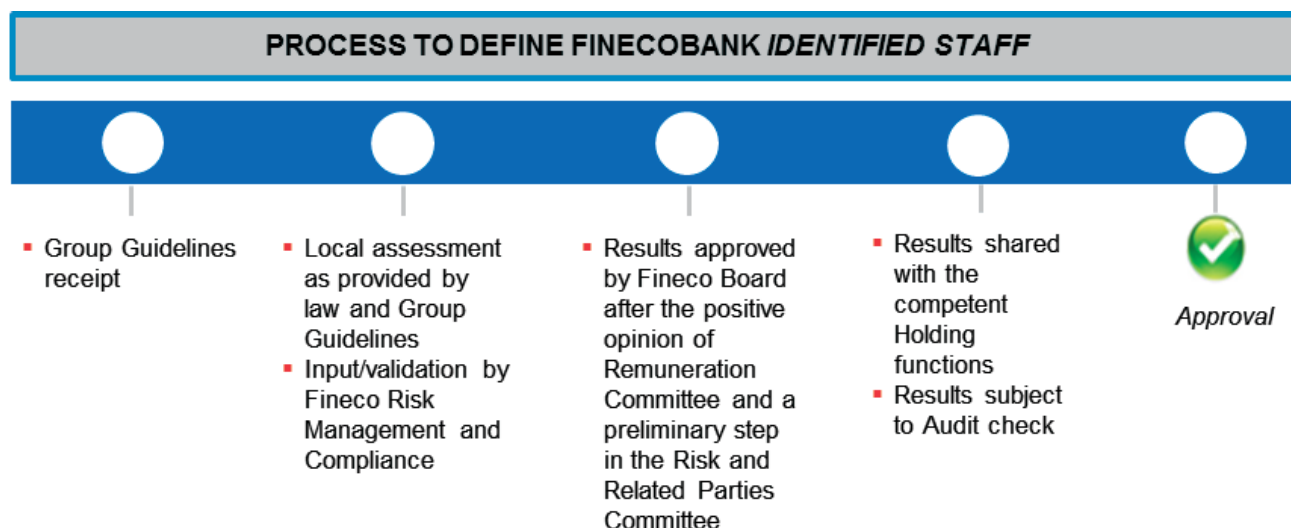 PROCESS TO DEFINE FINECOBANK IDENTIFIED STAFF
Group Guidelines
receipt
Local assessment
as provided by
law and Group
Guidelines
Input/validation by
Fineco Risk
Management and
Compliance
Results approved
by Fineco Board
after the positive
opinion of
Remuneration
Committee and a
preliminary step
in the Risk and
Related Parties
Committee
Results shared
with the
competent
Holding
functions
Results subject
to Audit check
Approval